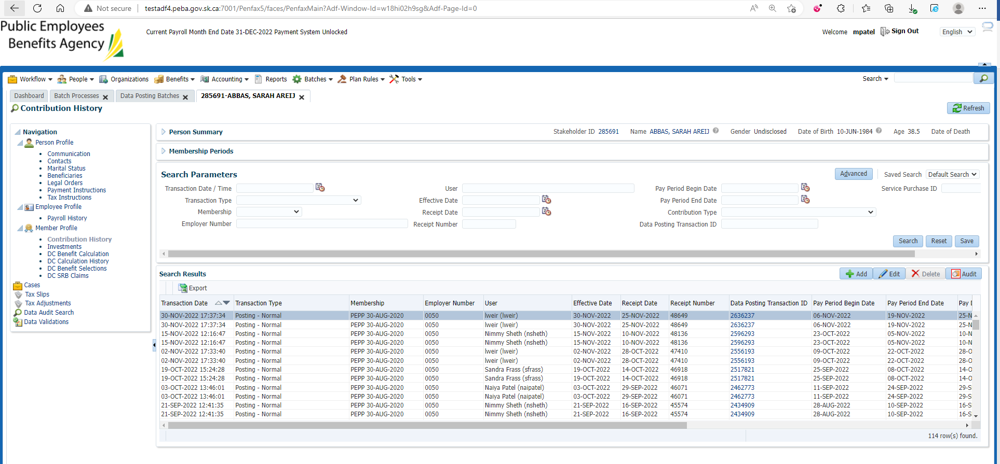 Not secure testadf4.peba.gov.sk.ca:7001/Penfax5/faces/PenfaxMain?Adf-Window-Id=w18hi02h9sg&Adf-Page-Id=0
Public Employees
Benefits Agency
Current Payroll Month End Date 31-DEC-2022 Payment System Unlocked
Welcome mpatel Sign Out English
Workflow People Organizations Benefits Accounting Reports Batches Plan Rules Tools Search
Dashboard Batch Processes Data Posting Batches 285691-ABBAS, SARAH AREIJ
Contribution History
Refresh
Navigation
Person Profile
Communication
Contacts
Marital Status
Beneficiaries
Legal Orders
Payment Instructions
Tax Instructions
Employee Profile
Payroll History
Member Profile
Contribution History
Investments
DC Benefit Calculation
DC Calculation History
DC Benefit Selections
DC SRB Claims
Cases
Tax Slips
Tax Adjustments
Data Audit Search
Data Validations
Person Summary Stakeholder ID 285691 Name ABBAS, SARAH AREIJ Gender Undisclosed Date of Birth 10-JUN-1984 Age 38.5 Date of Death
Membership Periods
Search Parameters Advanced Saved Search Default Search
Transaction Date / Time User Pay Period Begin Date Service Purchase ID
Transaction Type Effective Date Pay Period End Date
Membership Receipt Date Contribution Type
Employer Number Receipt Number Data Posting Transaction ID
Search Reset Save
Search Results Add Edit Delete Audit
Export
Transaction Date Transaction Type Membership Employer Number User Effective Date Receipt Date Receipt Number Data Posting Transaction ID Pay Period Begin Date Pay Period End Date Pay
30-NOV-2022 17:37:34 Posting - Normal PEPP 30-AUG-2020 0050 lweir (lweir) 30-NOV-2022 25-NOV-2022 48649 2636237 06-NOV-2022 19-NOV-2022 25-N
30-NOV-2022 17:37:34 Posting - Normal PEPP 30-AUG-2020 0050 lweir (lweir) 30-NOV-2022 25-NOV-2022 48649 2636237 06-NOV-2022 19-NOV-2022 25-N
15-NOV-2022 12:16:47 Posting - Normal PEPP 30-AUG-2020 0050 Nimmy Sheth (nsheth) 15-NOV-2022 10-NOV-2022 48136 2596293 23-OCT-2022 05-NOV-2022 10-N
15-NOV-2022 12:16:47 Posting - Normal PEPP 30-AUG-2020 0050 Nimmy Sheth (nsheth) 15-NOV-2022 10-NOV-2022 48136 2596293 23-OCT-2022 05-NOV-2022 10-N
02-NOV-2022 17:33:40 Posting - Normal PEPP 30-AUG-2020 0050 lweir (lweir) 02-NOV-2022 28-OCT-2022 47410 2556193 09-OCT-2022 22-OCT-2022 28-O
02-NOV-2022 17:33:40 Posting - Normal PEPP 30-AUG-2020 0050 lweir (lweir) 02-NOV-2022 28-OCT-2022 47410 2556193 09-OCT-2022 22-OCT-2022 28-O
19-OCT-2022 15:24:28 Posting - Normal PEPP 30-AUG-2020 0050 Sandra Frass (sfrass) 19-OCT-2022 14-OCT-2022 46918 2517821 25-SEP-2022 08-OCT-2022 14-O
19-OCT-2022 15:24:28 Posting - Normal PEPP 30-AUG-2020 0050 Sandra Frass (sfrass) 19-OCT-2022 14-OCT-2022 46918 2517821 25-SEP-2022 08-OCT-2022 14-O
03-OCT-2022 13:46:01 Posting - Normal PEPP 30-AUG-2020 0050 Naiya Patel (naipatel) 03-OCT-2022 29-SEP-2022 46071 2462773 11-SEP-2022 24-SEP-2022 29-S
03-OCT-2022 13:46:01 Posting - Normal PEPP 30-AUG-2020 0050 Naiya Patel (naipatel) 03-OCT-2022 29-SEP-2022 46071 2462773 11-SEP-2022 24-SEP-2022 29-S
21-SEP-2022 12:41:35 Posting - Normal PEPP 30-AUG-2020 0050 Nimmy Sheth (nsheth) 21-SEP-2022 16-SEP-2022 45574 2434909 28-AUG-2022 10-SEP-2022 16-S
21-SEP-2022 12:41:35 Posting - Normal PEPP 30-AUG-2020 0050 Nimmy Sheth (nsheth) 21-SEP-2022 16-SEP-2022 45574 2434909 28-AUG-2022 10-SEP-2022 16-S
114 row(s) found.